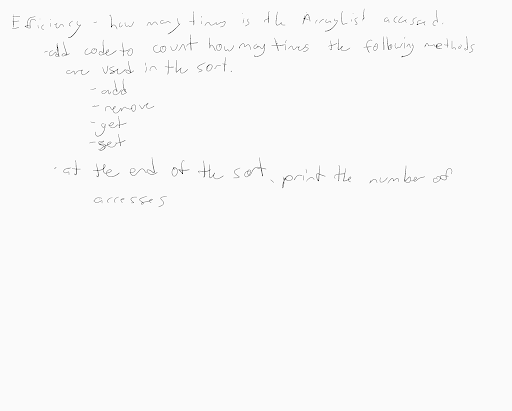 Efficiency - how many times is the Arraylist accessed.
-add code to count how may times the following methods
are used in the sort.
- add
- remove
- get
- set
- at the end of the sort, print the number of
accesses